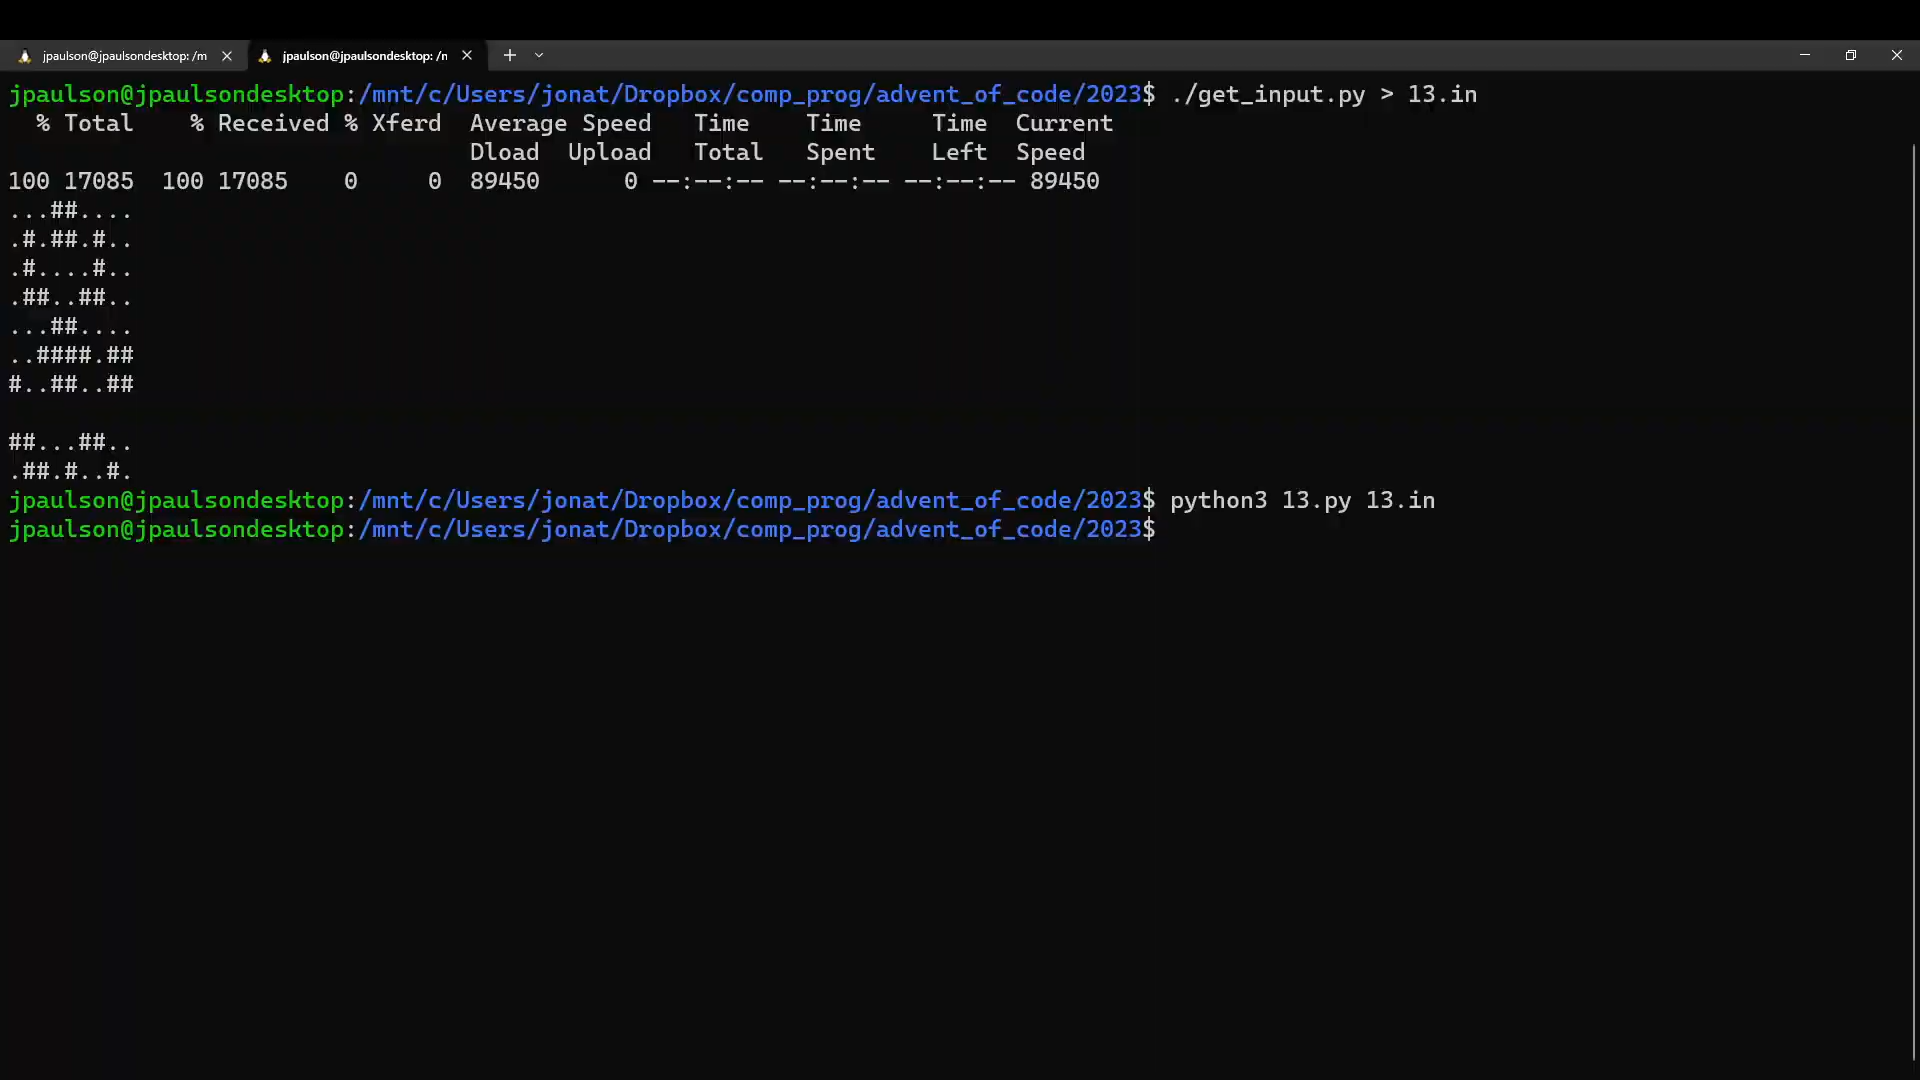 jpaulson@jpaulsondesktop: /m
jpaulson@jpaulsondesktop: /n
jpaulson@jpaulsondesktop:/mnt/c/Users/jonat/Dropbox/comp_prog/advent_of_code/2023$ ./get_input.py > 13.in
  % Total    % Received % Xferd  Average Speed   Time    Time     Time  Current
                                 Dload  Upload   Total   Spent    Left  Speed
100 17085  100 17085    0     0  89450      0 --:--:-- --:--:-- --:--:-- 89450
...##....
.#.##.#..
.#....#..
.##..##..
...##....
..####.##
#..##..##
##...##..
.##.#..#.
jpaulson@jpaulsondesktop:/mnt/c/Users/jonat/Dropbox/comp_prog/advent_of_code/2023$ python3 13.py 13.in
jpaulson@jpaulsondesktop:/mnt/c/Users/jonat/Dropbox/comp_prog/advent_of_code/2023$